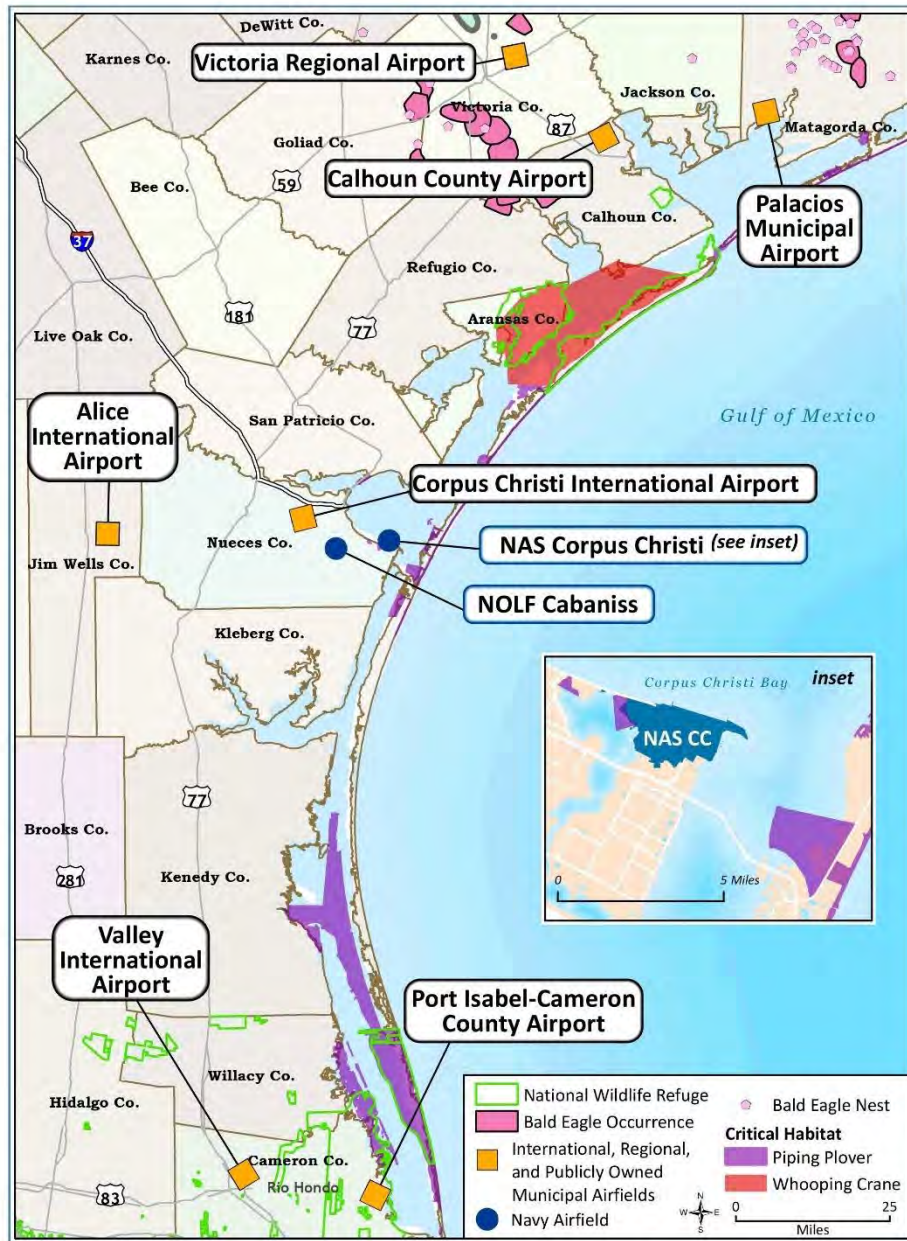 DeWitt Co.
Karnes Co.
Victoria Regional Airport
Jackson Co.
Victoria Co.
87
Matagorda Co.
Goliad Co.
59
Bee Co.
Calhoun County Airport
Calhoun Co.
Palacios
Municipal
Airport
37
Refugio Co.
181
77
Aransas Co.
Live Oak Co.
Alice
International
Airport
San Patricio Co.
Gulf of Mexico
Corpus Christi International Airport
Nueces Co.
NAS Corpus Christi (see inset)
Jim Wells Co.
NOLF Cabaniss
Kleberg Co.
Corpus Christi Bay
inset
NAS CC
0
5 Miles
77
Brooks Co.
281
Kenedy Co.
Valley
International
Airport
Port Isabel-Cameron
County Airport
Willacy Co.
Hidalgo Co.
Cameron Co.
Rio Hondo
83
National Wildlife Refuge
Bald Eagle Occurrence
International, Regional,
and Publicly Owned
Municipal Airfields
Navy Airfield
Bald Eagle Nest
Critical Habitat
Piping Plover
Whooping Crane
N
W
E
S
0
25
Miles